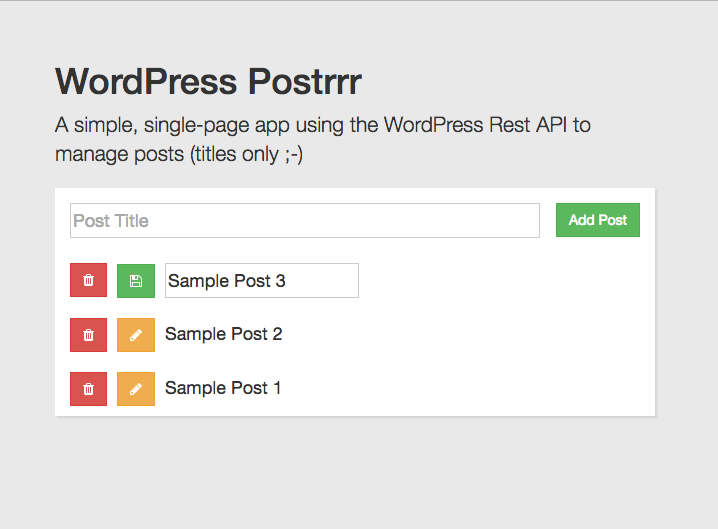 WordPress Postrrr
A simple, single-page app using the WordPress Rest API to
manage posts (titles only ;-)
Post Title
Add Post
Sample Post 3
Sample Post 2
Sample Post 1